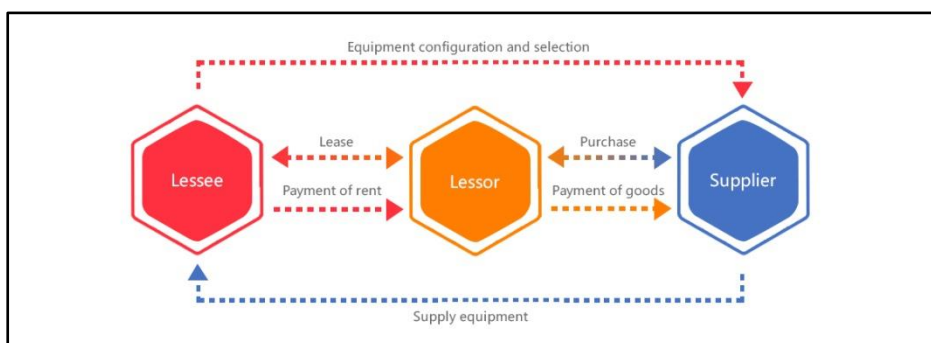 Equipment configuration and selection
Lease
Purchase
Lessee
Lessor
Supplier
Payment of rent
Payment of goods
Supply equipment